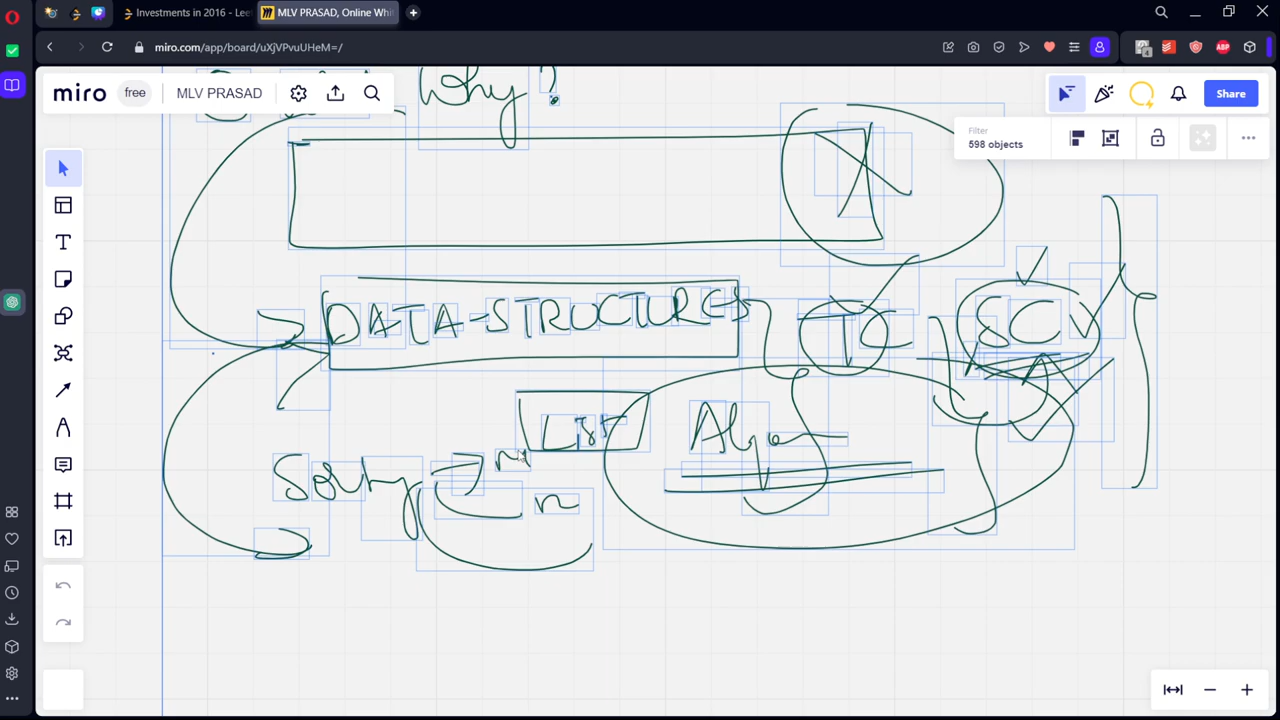 Investments in 2016 - Lee
MLV PRASAD, Online Whi
miro.com/app/board/uXjVPvuUHeM=/
miro
free
MLV PRASAD
Share
Why?
Filter
598 objects
DATA-STRUCTURES
TC
SC
List
Algo
n
n